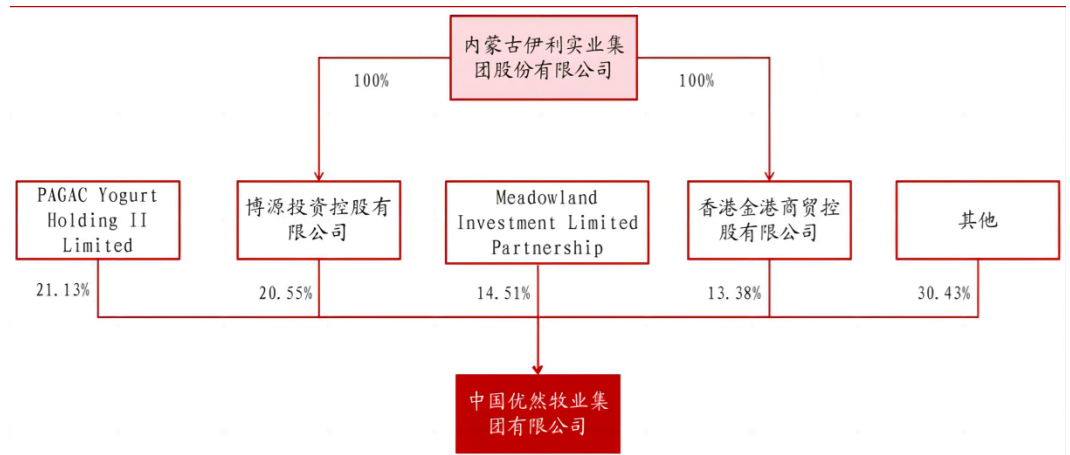 内蒙古伊利实业集
团股份有限公司
100%
100%
PAGAC Yogurt
Holding II
Limited
博源投资控股有
限公司
Meadowland
Investment Limited
Partnership
香港金港商贸控
股有限公司
其他
21.13%
20.55%
14.51%
13.38%
30.43%
中国优然牧业集
团有限公司